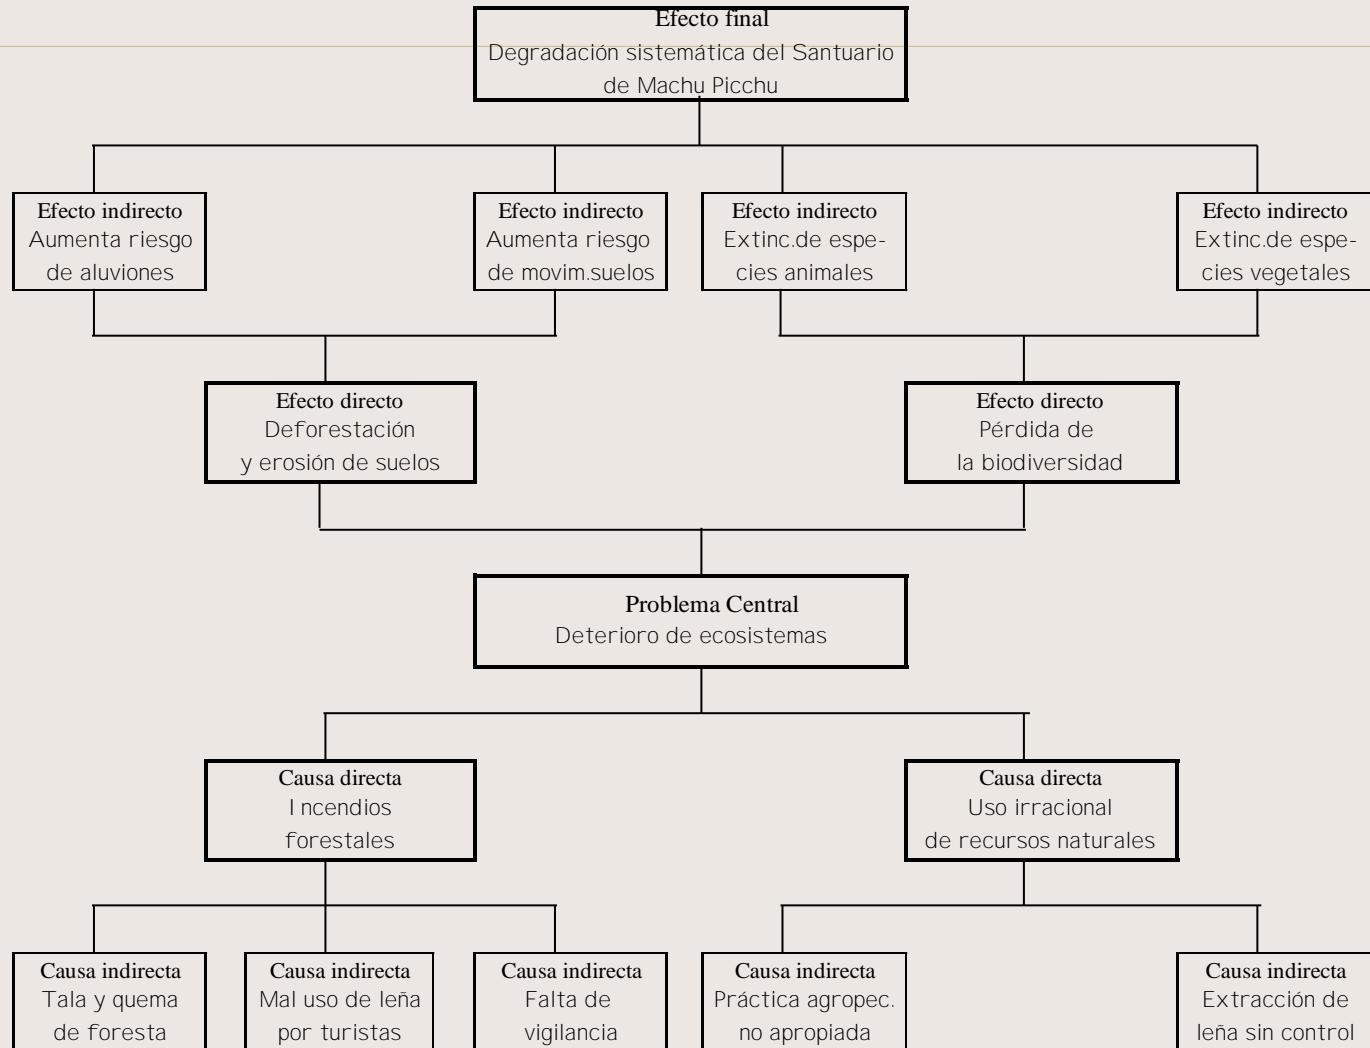 Efecto final
Degradación sistemática del Santuario
de Machu Picchu
Efecto indirecto
Aumenta riesgo
de aluviones
Efecto indirecto
Aumenta riesgo
de movim.suelos
Efecto indirecto
Extinc.de espe-
cies animales
Efecto indirecto
Extinc.de espe-
cies vegetales
Efecto directo
Deforestación
y erosión de suelos
Efecto directo
Pérdida de
la biodiversidad
Problema Central
Deterioro de ecosistemas
Causa directa
Incendios
forestales
Causa directa
Uso irracional
de recursos naturales
Causa indirecta
Tala y quema
de foresta
Causa indirecta
Mal uso de leña
por turistas
Causa indirecta
Falta de
vigilancia
Causa indirecta
Práctica agropec.
no apropiada
Causa indirecta
Extracción de
leña sin control